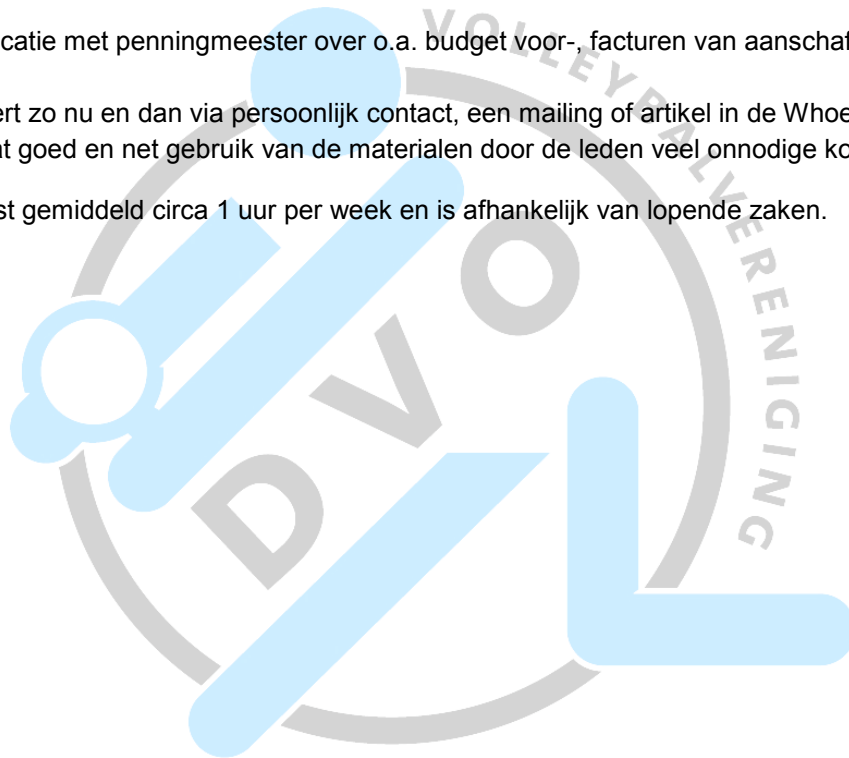 catie met penningmeester over o.a. budget voor-, facturen van aanschaf
ert zo nu en dan via persoonlijk contact, een mailing of artikel in de Whoe
at goed en net gebruik van de materialen door de leden veel onnodige ko
st gemiddeld circa 1 uur per week en is afhankelijk van lopende zaken.
VOLLEYBALVERENIGING
DVO